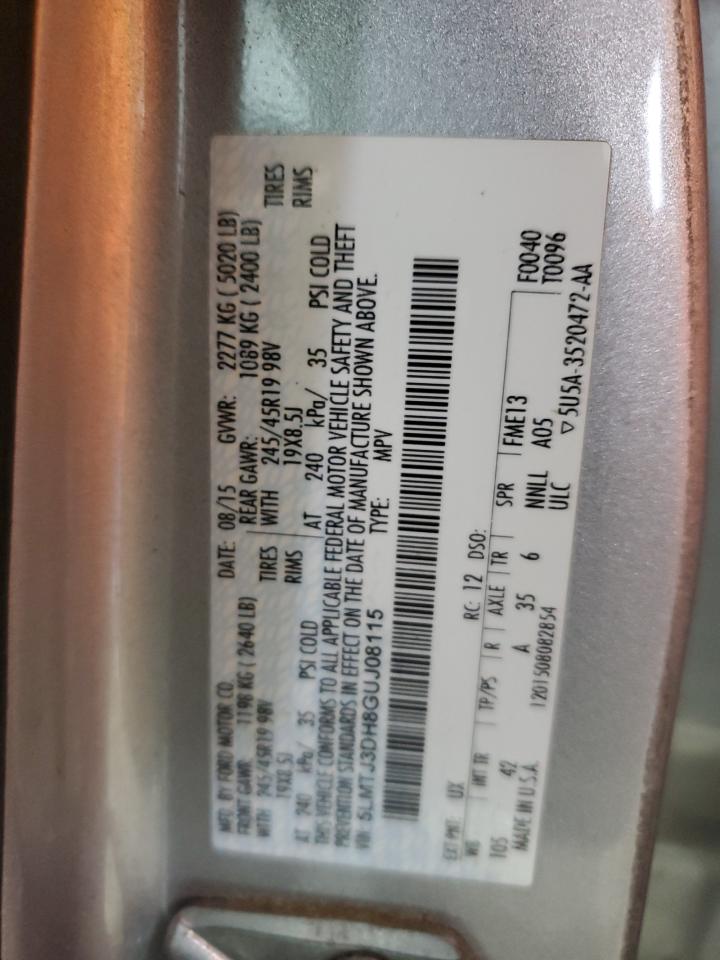 MFD. BY FORD MOTOR CO. DATE: 08/15 GVWR: 2277 KG ( 5020 LB)
FRONT GAWR: 1198 KG ( 2640 LB) REAR GAWR: 1089 KG ( 2400 LB)
WITH 245/45R19 98V TIRES WITH 245/45R19 98V TIRES
19X8.5J RIMS 19X8.5J RIMS
AT 240 kPa/ 35 PSI COLD AT 240 kPa/ 35 PSI COLD
THIS VEHICLE CONFORMS TO ALL APPLICABLE FEDERAL MOTOR VEHICLE SAFETY AND THEFT
PREVENTION STANDARDS IN EFFECT ON THE DATE OF MANUFACTURE SHOWN ABOVE.
VIN: 5LMTJ3DH8GUJ08115 TYPE: MPV
EXT PNT: UX RC: 12 DSO:
WB INT TR TP/PS R AXLE TR SPR FME13 F0040
105 42 A 35 6 NNLL A05 T0096
MADE IN U.S.A. 1201508082854 ULC
▽5U5A-3520472-AA